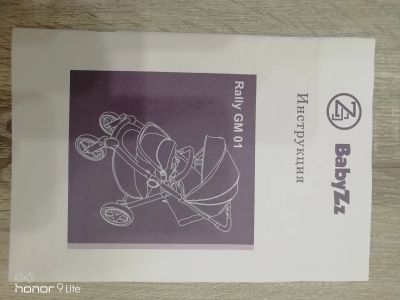 BabyZz
Инструкция
Rally GM 01
honor 9 Lite